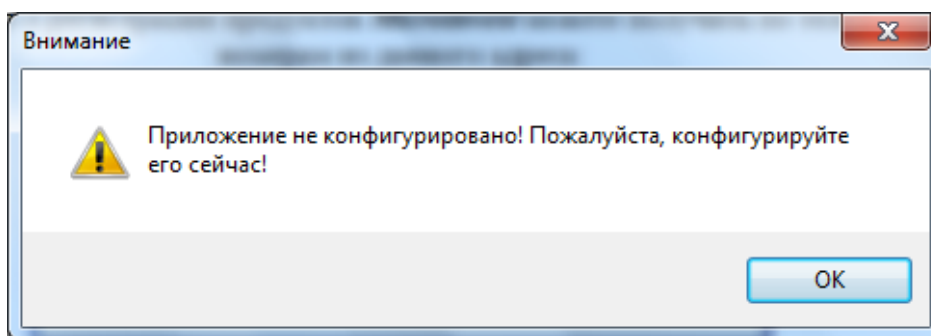 Внимание
Приложение не конфигурировано! Пожалуйста, конфигурируйте
его сейчас!
OK